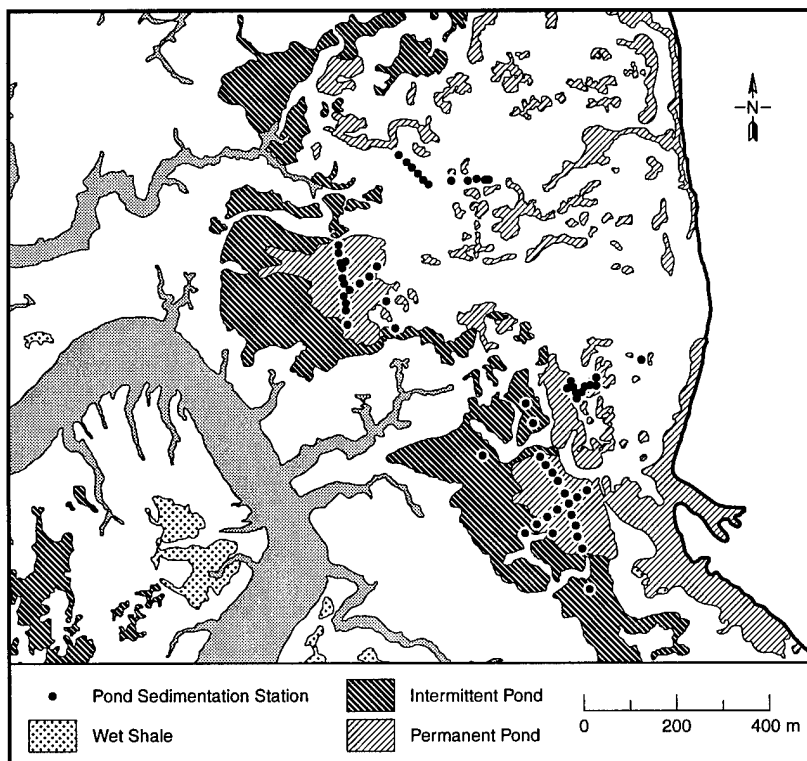 N
Pond Sedimentation Station
Intermittent Pond
Wet Shale
Permanent Pond
0 200 400 m